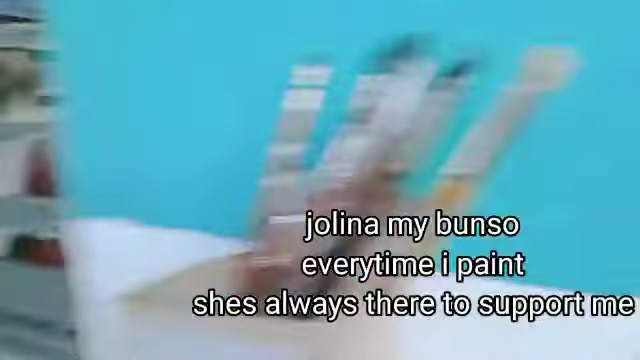 jolina my bunso
everytime i paint
shes always there to support me